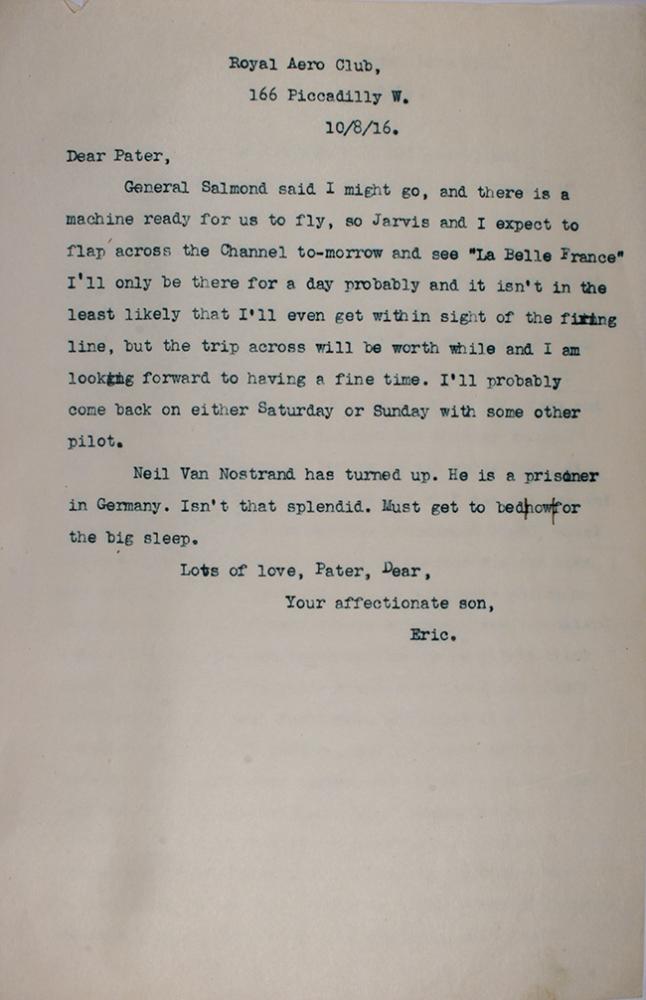 Royal Aero Club,
166 Piccadilly W.
10/8/16.
Dear Pater,
General Salmond said I might go, and there is a
machine ready for us to fly, so Jarvis and I expect to
flap across the Channel to-morrow and see "La Belle France"
I'll only be there for a day probably and it isn't in the
least likely that I'll even get within sight of the firing
line, but the trip across will be worth while and I am
looking forward to having a fine time. I'll probably
come back on either Saturday or Sunday with some other
pilot.
Neil Van Nostrand has turned up. He is a prisoner
in Germany. Isn't that splendid. Must get to bed|now|for
the big sleep.
Lots of love, Pater, Dear,
Your affectionate son,
Eric.